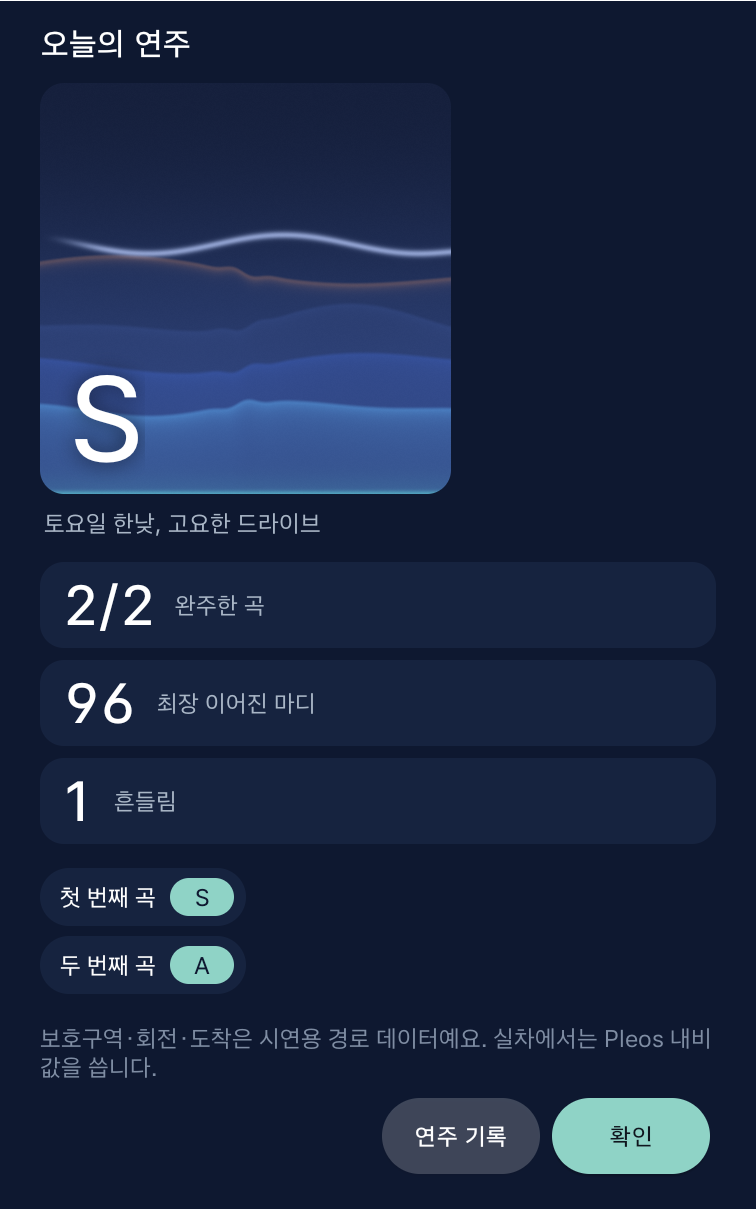 오늘의 연주
S
토요일 한낮, 고요한 드라이브
2/2 완주한 곡
96 최장 이어진 마디
1 흔들림
첫 번째 곡 S
두 번째 곡 A
보호구역·회전·도착은 시연용 경로 데이터예요. 실차에서는 Pleos 내비
값을 씁니다.
연주 기록 확인